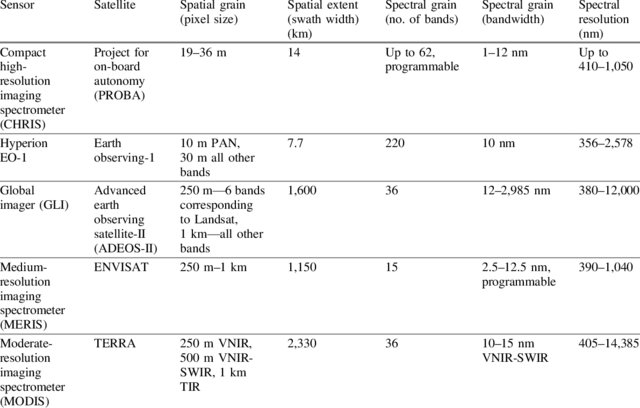 Sensor Satellite Spatial grain Spatial extent Spectral grain Spectral grain Spectral
(pixel size) (swath width) (no. of bands) (bandwidth) resolution
(km) (nm)
Compact Project for 19–36 m 14 Up to 62, 1–12 nm Up to
high- on-board programmable 410–1,050
resolution autonomy
imaging (PROBA)
spectrometer
(CHRIS)
Hyperion Earth 10 m PAN, 7.7 220 10 nm 356–2,578
EO-1 observing-1 30 m all other
bands
Global Advanced 250 m—6 bands 1,600 36 12–2,985 nm 380–12,000
imager (GLI) earth corresponding
observing to Landsat,
satellite-II 1 km—all other
(ADEOS-II) bands
Medium- ENVISAT 250 m–1 km 1,150 15 2.5–12.5 nm, 390–1,040
resolution programmable
imaging
spectrometer
(MERIS)
Moderate- TERRA 250 m VNIR, 2,330 36 10–15 nm 405–14,385
resolution 500 m VNIR- VNIR-SWIR
imaging SWIR, 1 km
spectrometer TIR
(MODIS)